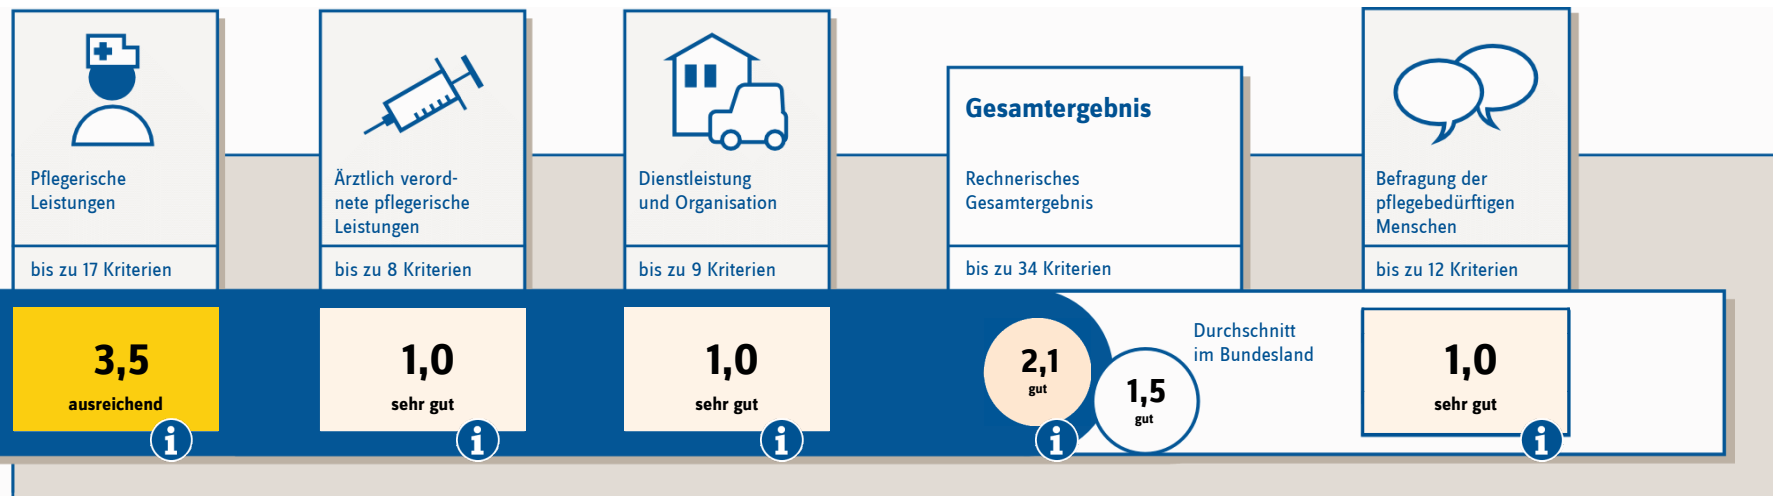 Pflegerische
Leistungen
bis zu 17 Kriterien
3,5
ausreichend
i
Ärztlich verord-
nete pflegerische
Leistungen
bis zu 8 Kriterien
1,0
sehr gut
i
Dienstleistung
und Organisation
bis zu 9 Kriterien
1,0
sehr gut
i
Gesamtergebnis
Rechnerisches
Gesamtergebnis
bis zu 34 Kriterien
2,1
gut
i
1,5
gut
Durchschnitt
im Bundesland
Befragung der
pflegebedürftigen
Menschen
bis zu 12 Kriterien
1,0
sehr gut
i